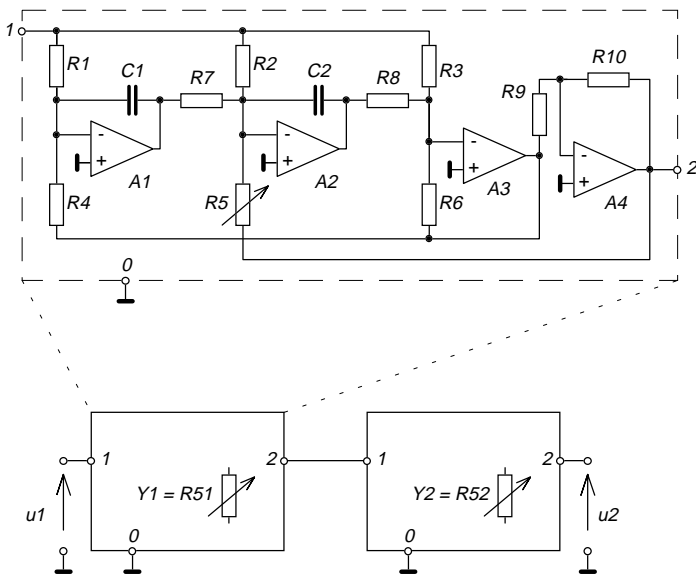 1
R1
C1
R7
R2
C2
R8
R3
R9
R10
-
+
A1
-
+
A2
-
+
A3
-
+
A4
2
R4
R5
R6
0
1
Y1 = R51
2
1
Y2 = R52
2
u1
0
0
u2